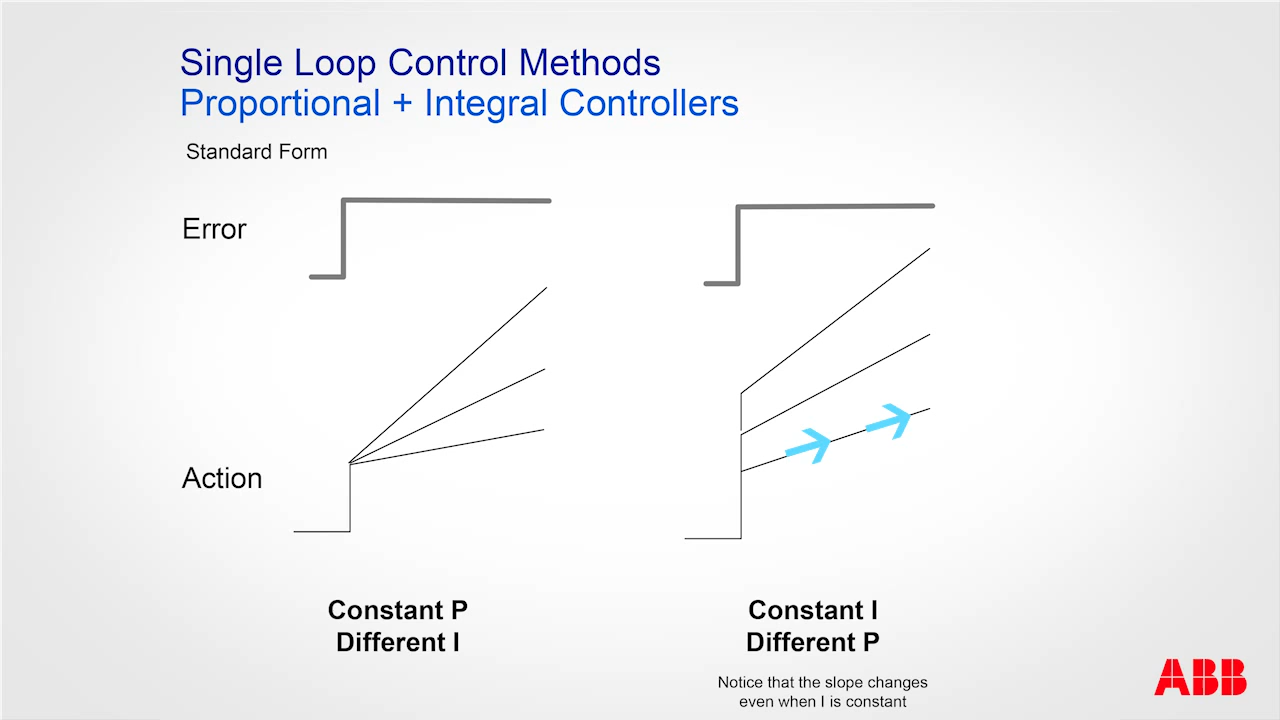 Single Loop Control Methods
Proportional + Integral Controllers
Standard Form
Error
Action
Constant P
Different I
Constant I
Different P
Notice that the slope changes
even when I is constant
ABB